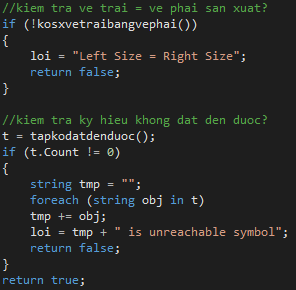 //kiem tra ve trai = ve phai san xuat?
if (!kosxvetraibangvephai())
{
loi = "Left Size = Right Size";
return false;
}
//kiem tra ky hieu khong dat den duoc?
t = tapkodatdenduoc();
if (t.Count != 0)
{
string tmp = "";
foreach (string obj in t)
tmp += obj;
loi = tmp + " is unreachable symbol";
return false;
}
return true;